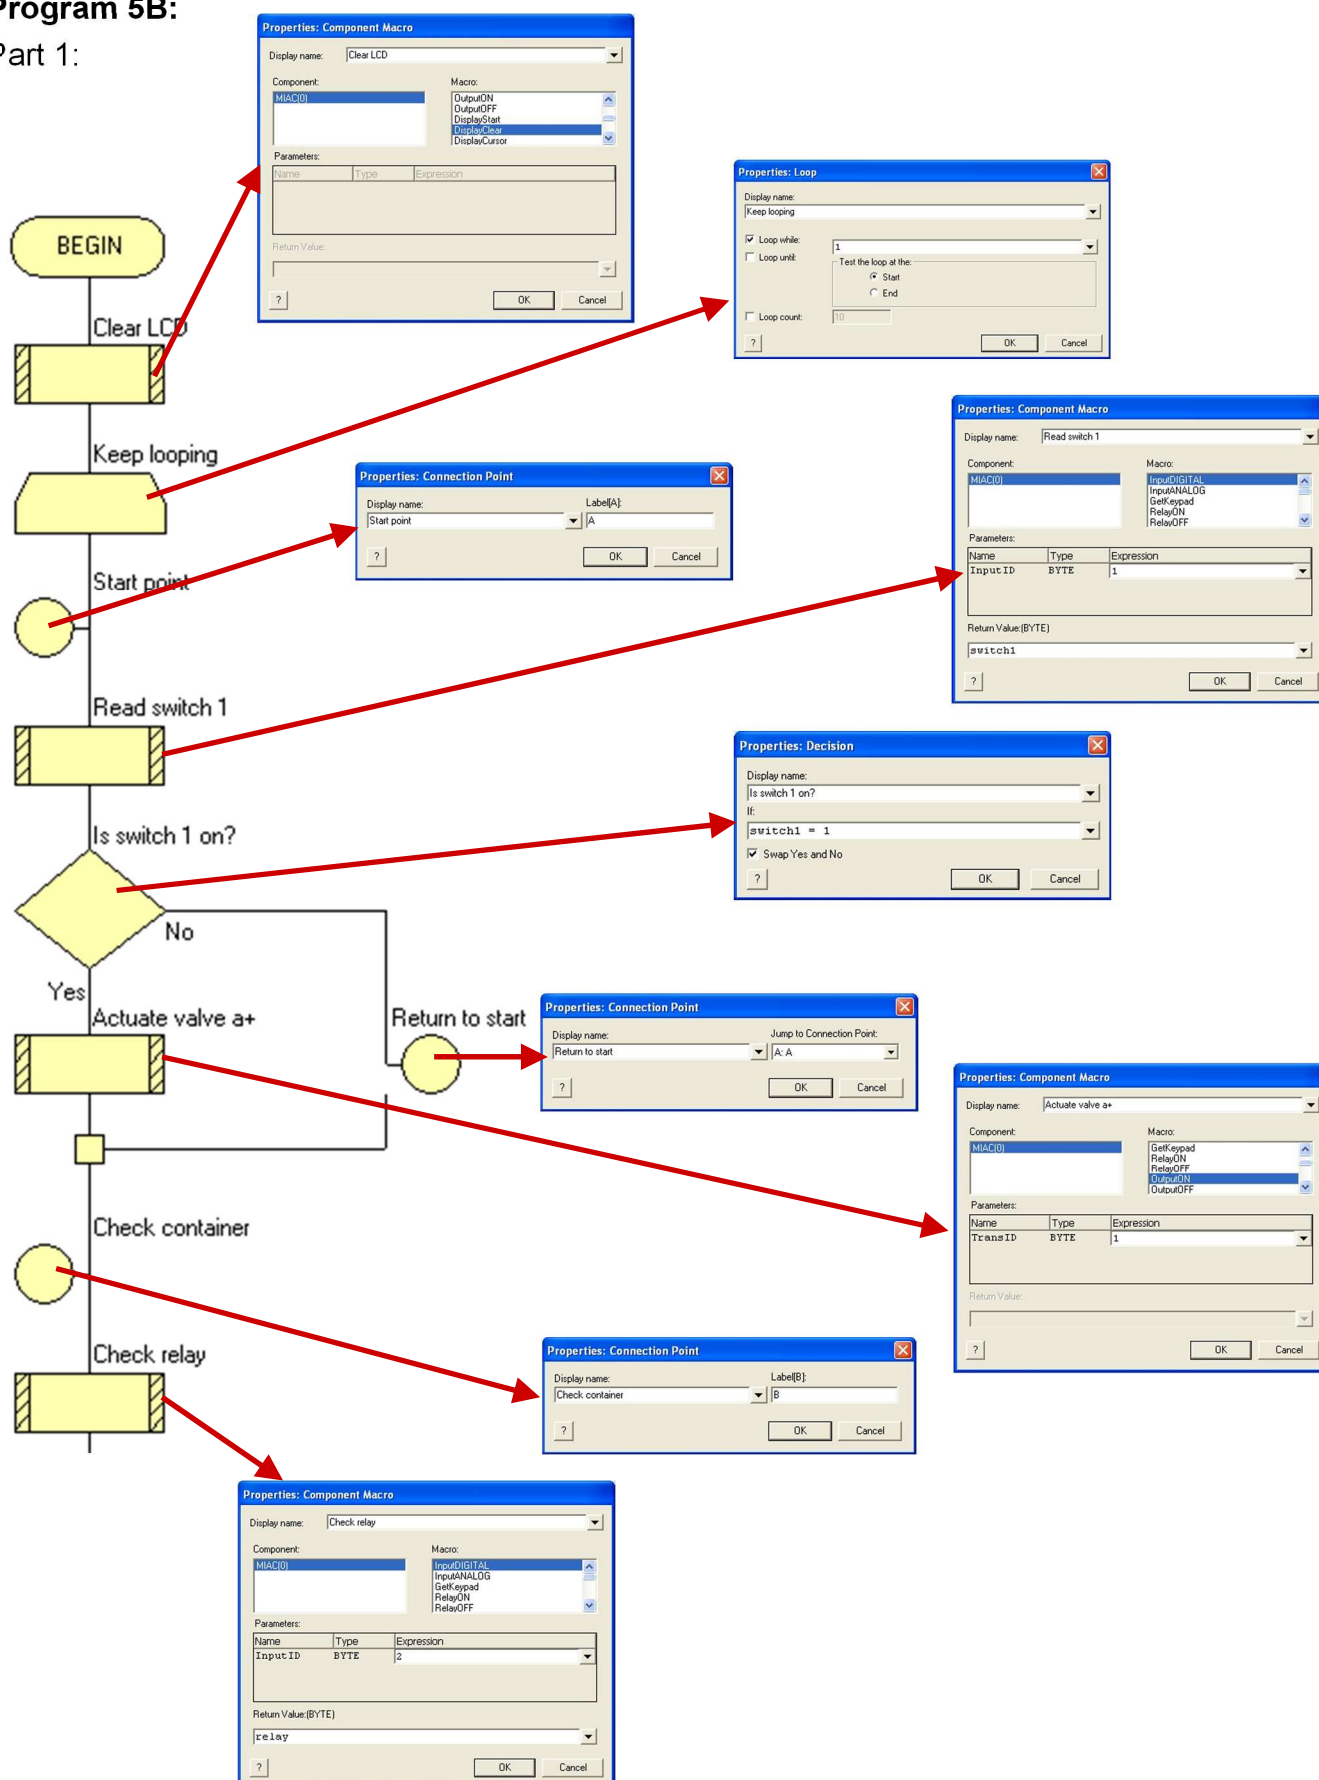 Program 5B:
Part 1:
Properties: Component Macro
Display name: Clear LCD
Component: Macro:
MIAC(0)
OutputON
OutputOFF
DisplayStart
DisplayClear
DisplayCursor
Parameters:
Name Type Expression
Return Value:
? OK Cancel
Properties: Loop
Display name:
Keep looping
Loop while: 1
Loop until: Test the loop at the:
Start
End
Loop count: 10
? OK Cancel
BEGIN
Clear LCD
Keep looping
Start point
Read switch 1
Is switch 1 on?
No
Yes
Actuate valve a+
Return to start
Check container
Check relay
Properties: Connection Point
Display name: Label[A]:
Start point A
? OK Cancel
Properties: Component Macro
Display name: Read switch 1
Component: Macro:
MIAC(0)
InputDIGITAL
InputANALOG
GetKeypad
RelayON
RelayOFF
Parameters:
Name Type Expression
InputID BYTE 1
Return Value:(BYTE)
switch1
? OK Cancel
Properties: Decision
Display name:
Is switch 1 on?
If:
switch1 = 1
Swap Yes and No
? OK Cancel
Properties: Connection Point
Display name: Jump to Connection Point:
Return to start A: A
? OK Cancel
Properties: Component Macro
Display name: Actuate valve a+
Component: Macro:
MIAC(0)
GetKeypad
RelayON
RelayOFF
OutputON
OutputOFF
Parameters:
Name Type Expression
TransID BYTE 1
Return Value:
? OK Cancel
Properties: Connection Point
Display name: Label[B]:
Check container B
? OK Cancel
Properties: Component Macro
Display name: Check relay
Component: Macro:
MIAC(0)
InputDIGITAL
InputANALOG
GetKeypad
RelayON
RelayOFF
Parameters:
Name Type Expression
InputID BYTE 2
Return Value:(BYTE)
relay
? OK Cancel